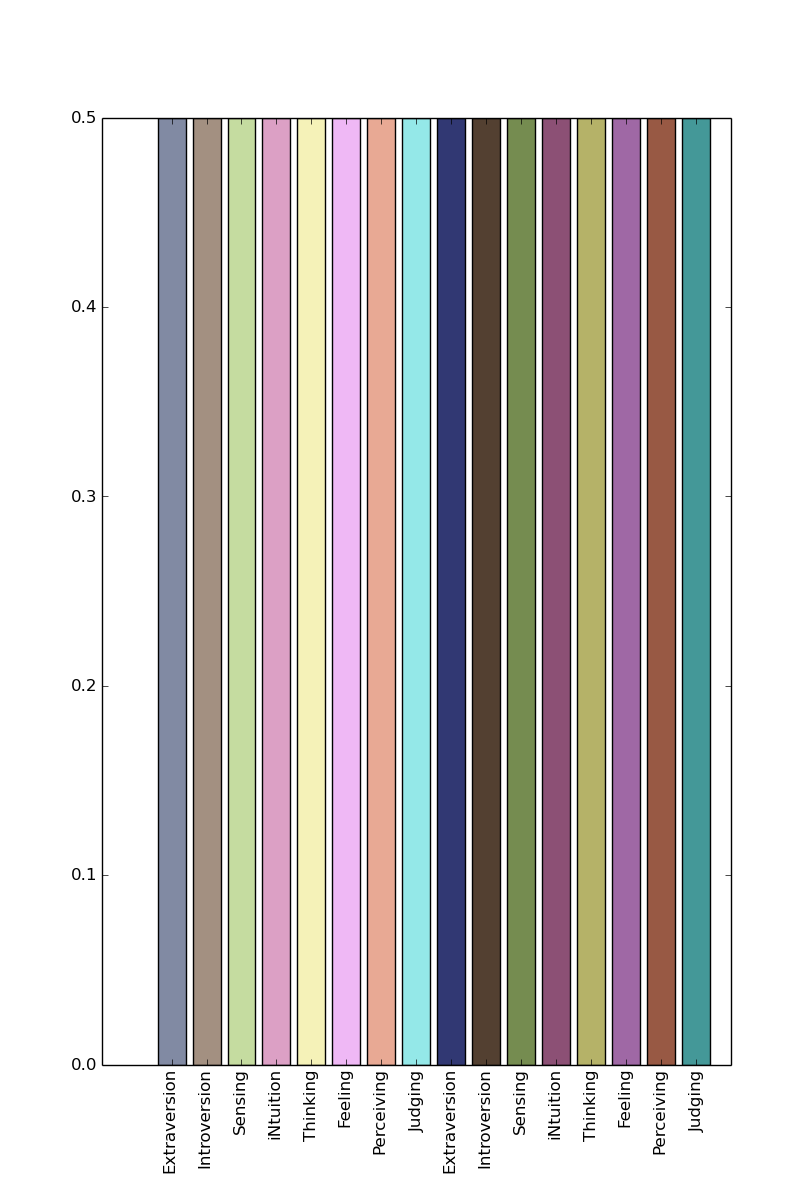 0.5
0.4
0.3
0.2
0.1
0.0
Extraversion
Introversion
Sensing
iNtuition
Thinking
Feeling
Perceiving
Judging
Extraversion
Introversion
Sensing
iNtuition
Thinking
Feeling
Perceiving
Judging